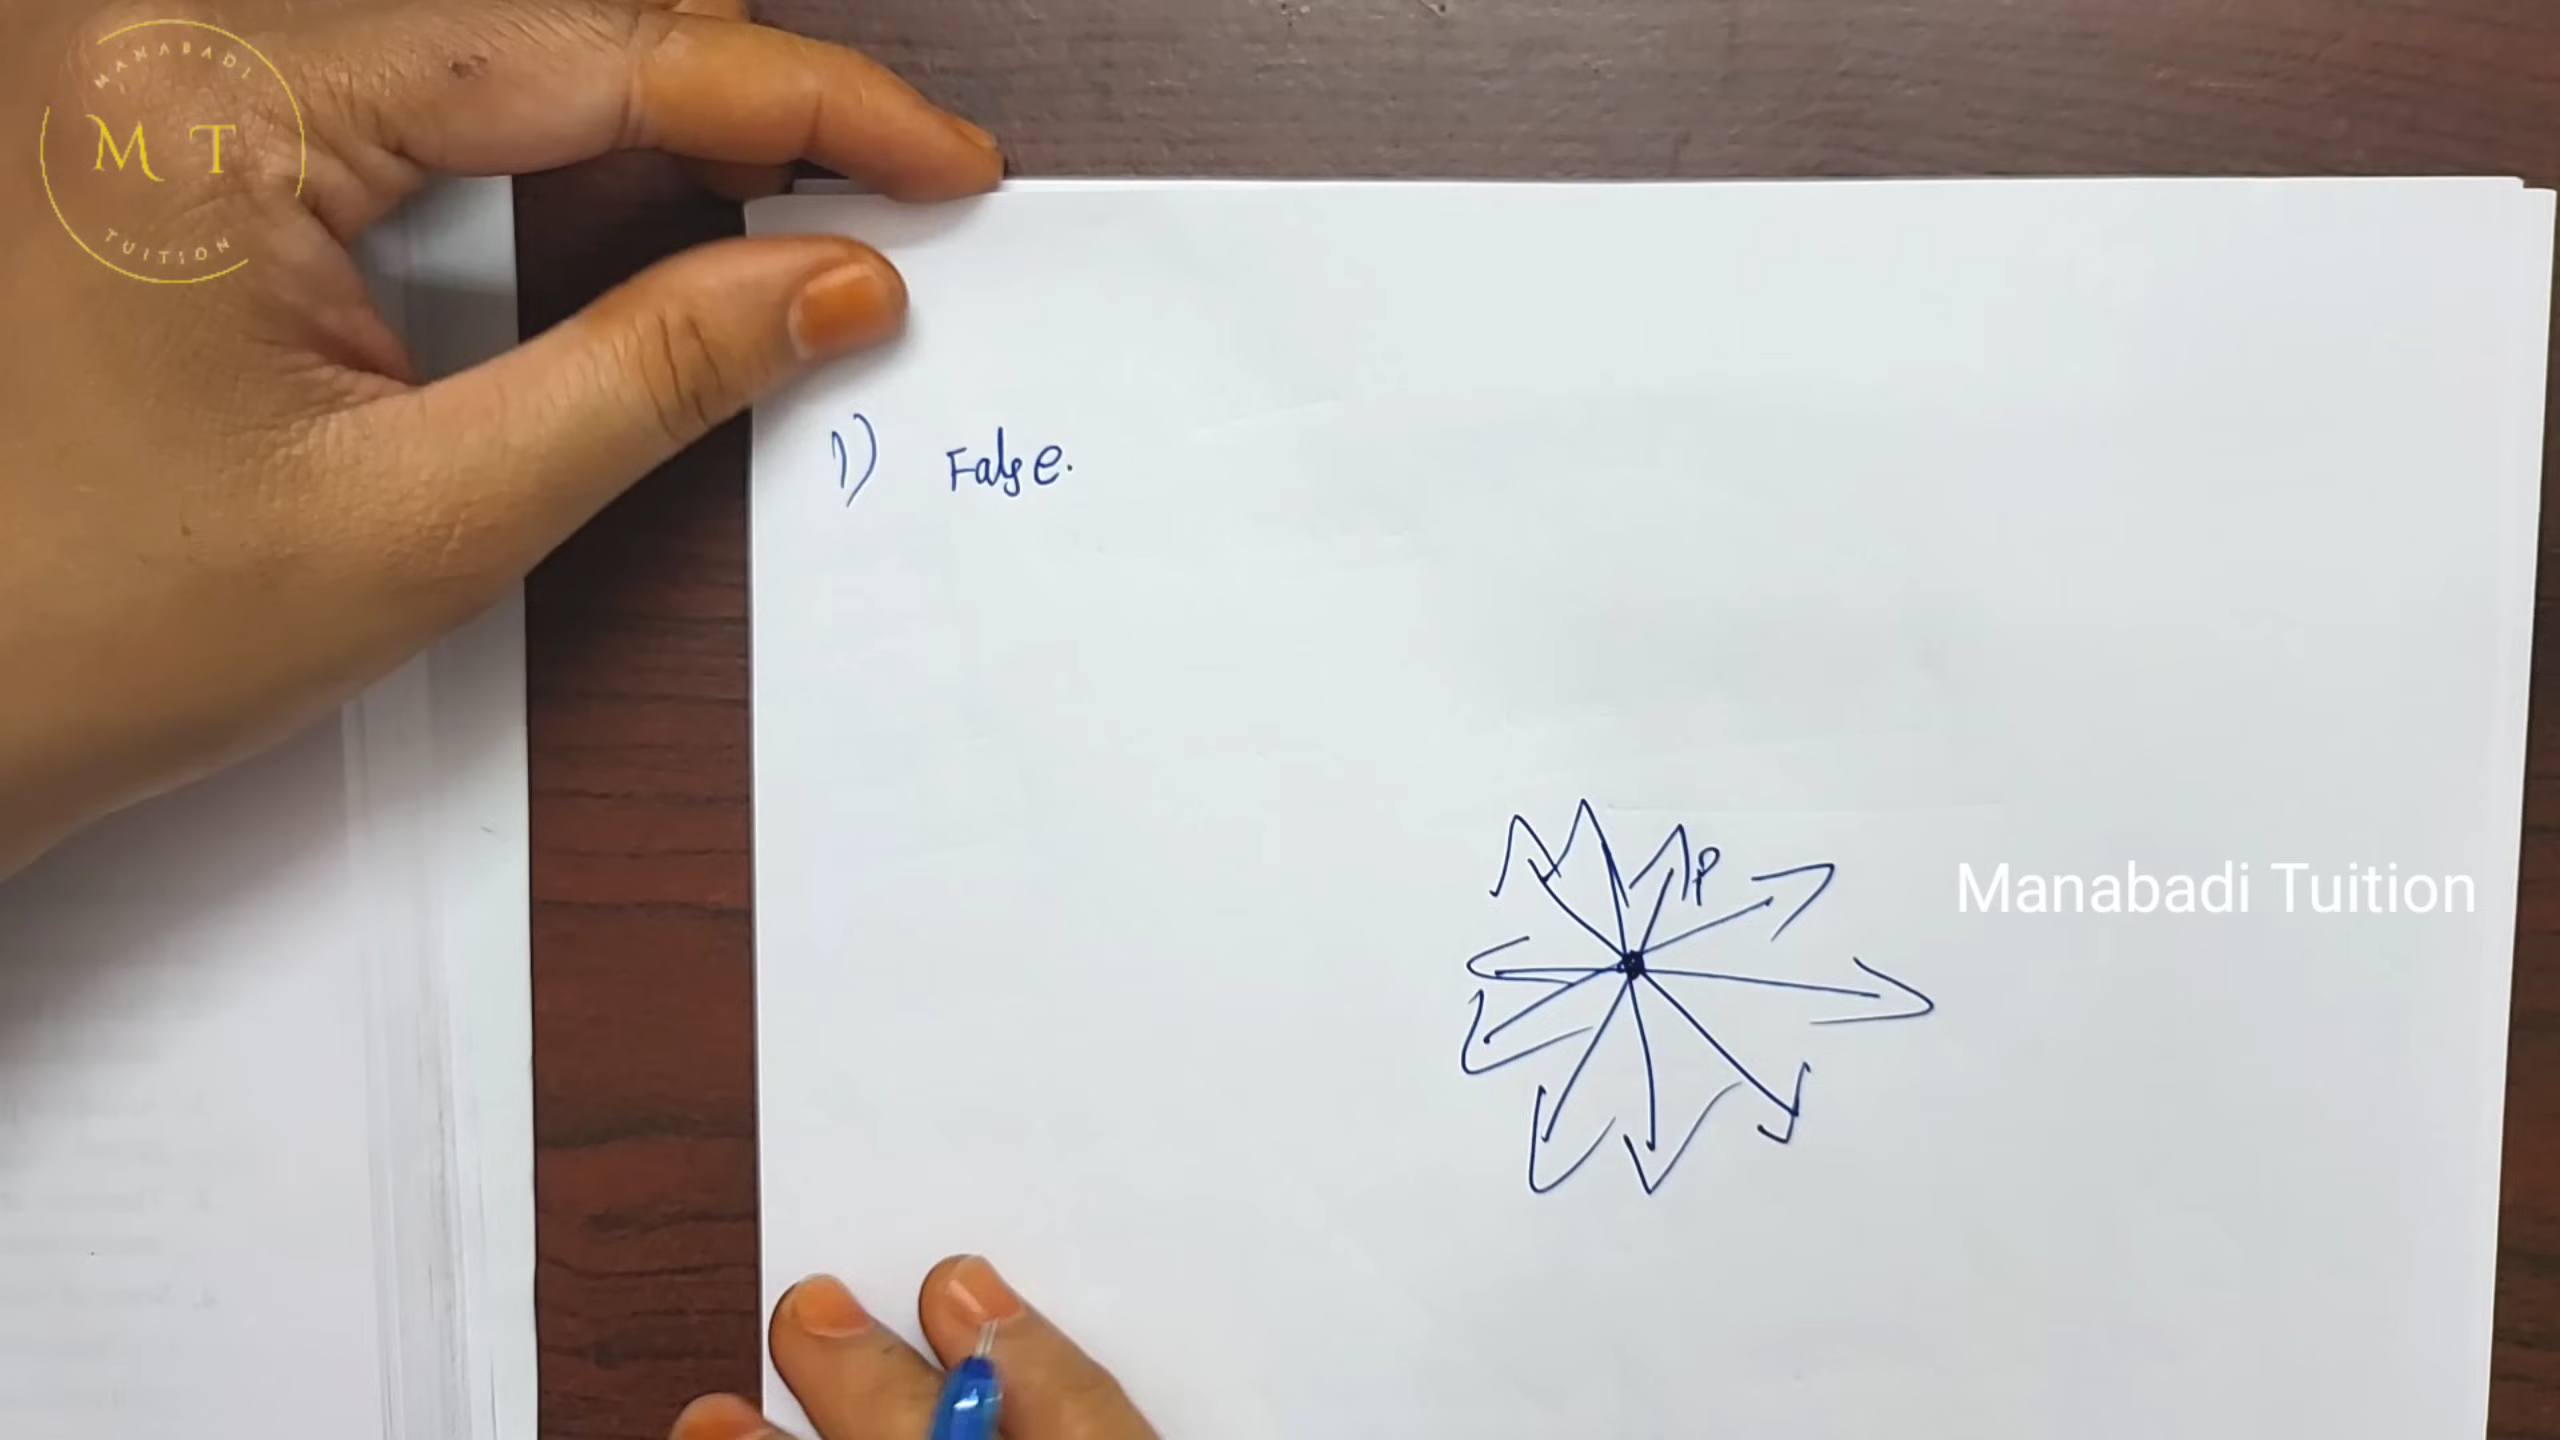 MANABADI
M T
TUITION
1) False.
P
Manabadi Tuition